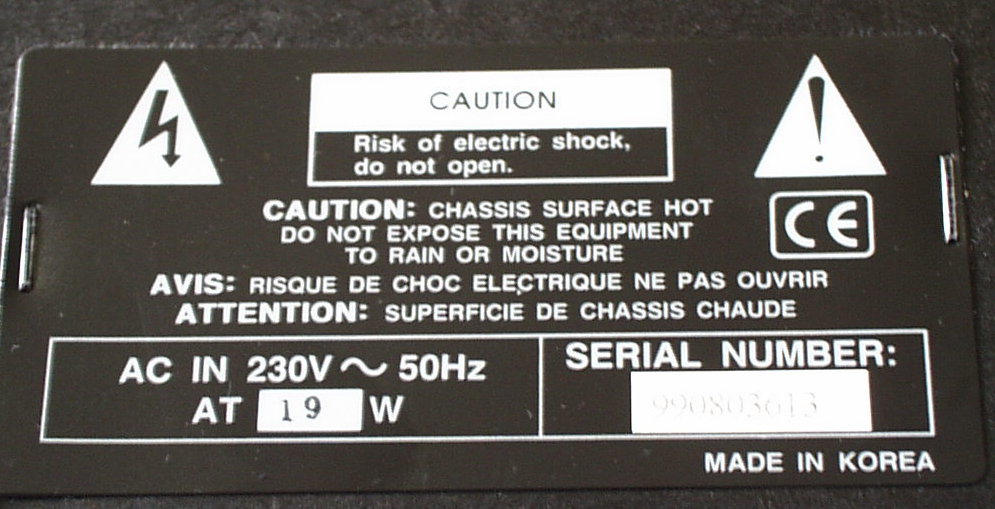 CAUTION
Risk of electric shock,
do not open.
CAUTION: CHASSIS SURFACE HOT
DO NOT EXPOSE THIS EQUIPMENT
TO RAIN OR MOISTURE
CE
AVIS: RISQUE DE CHOC ELECTRIQUE NE PAS OUVRIR
ATTENTION: SUPERFICIE DE CHASSIS CHAUDE
AC IN 230V ~ 50Hz
AT 19 W
SERIAL NUMBER:
990803613
MADE IN KOREA